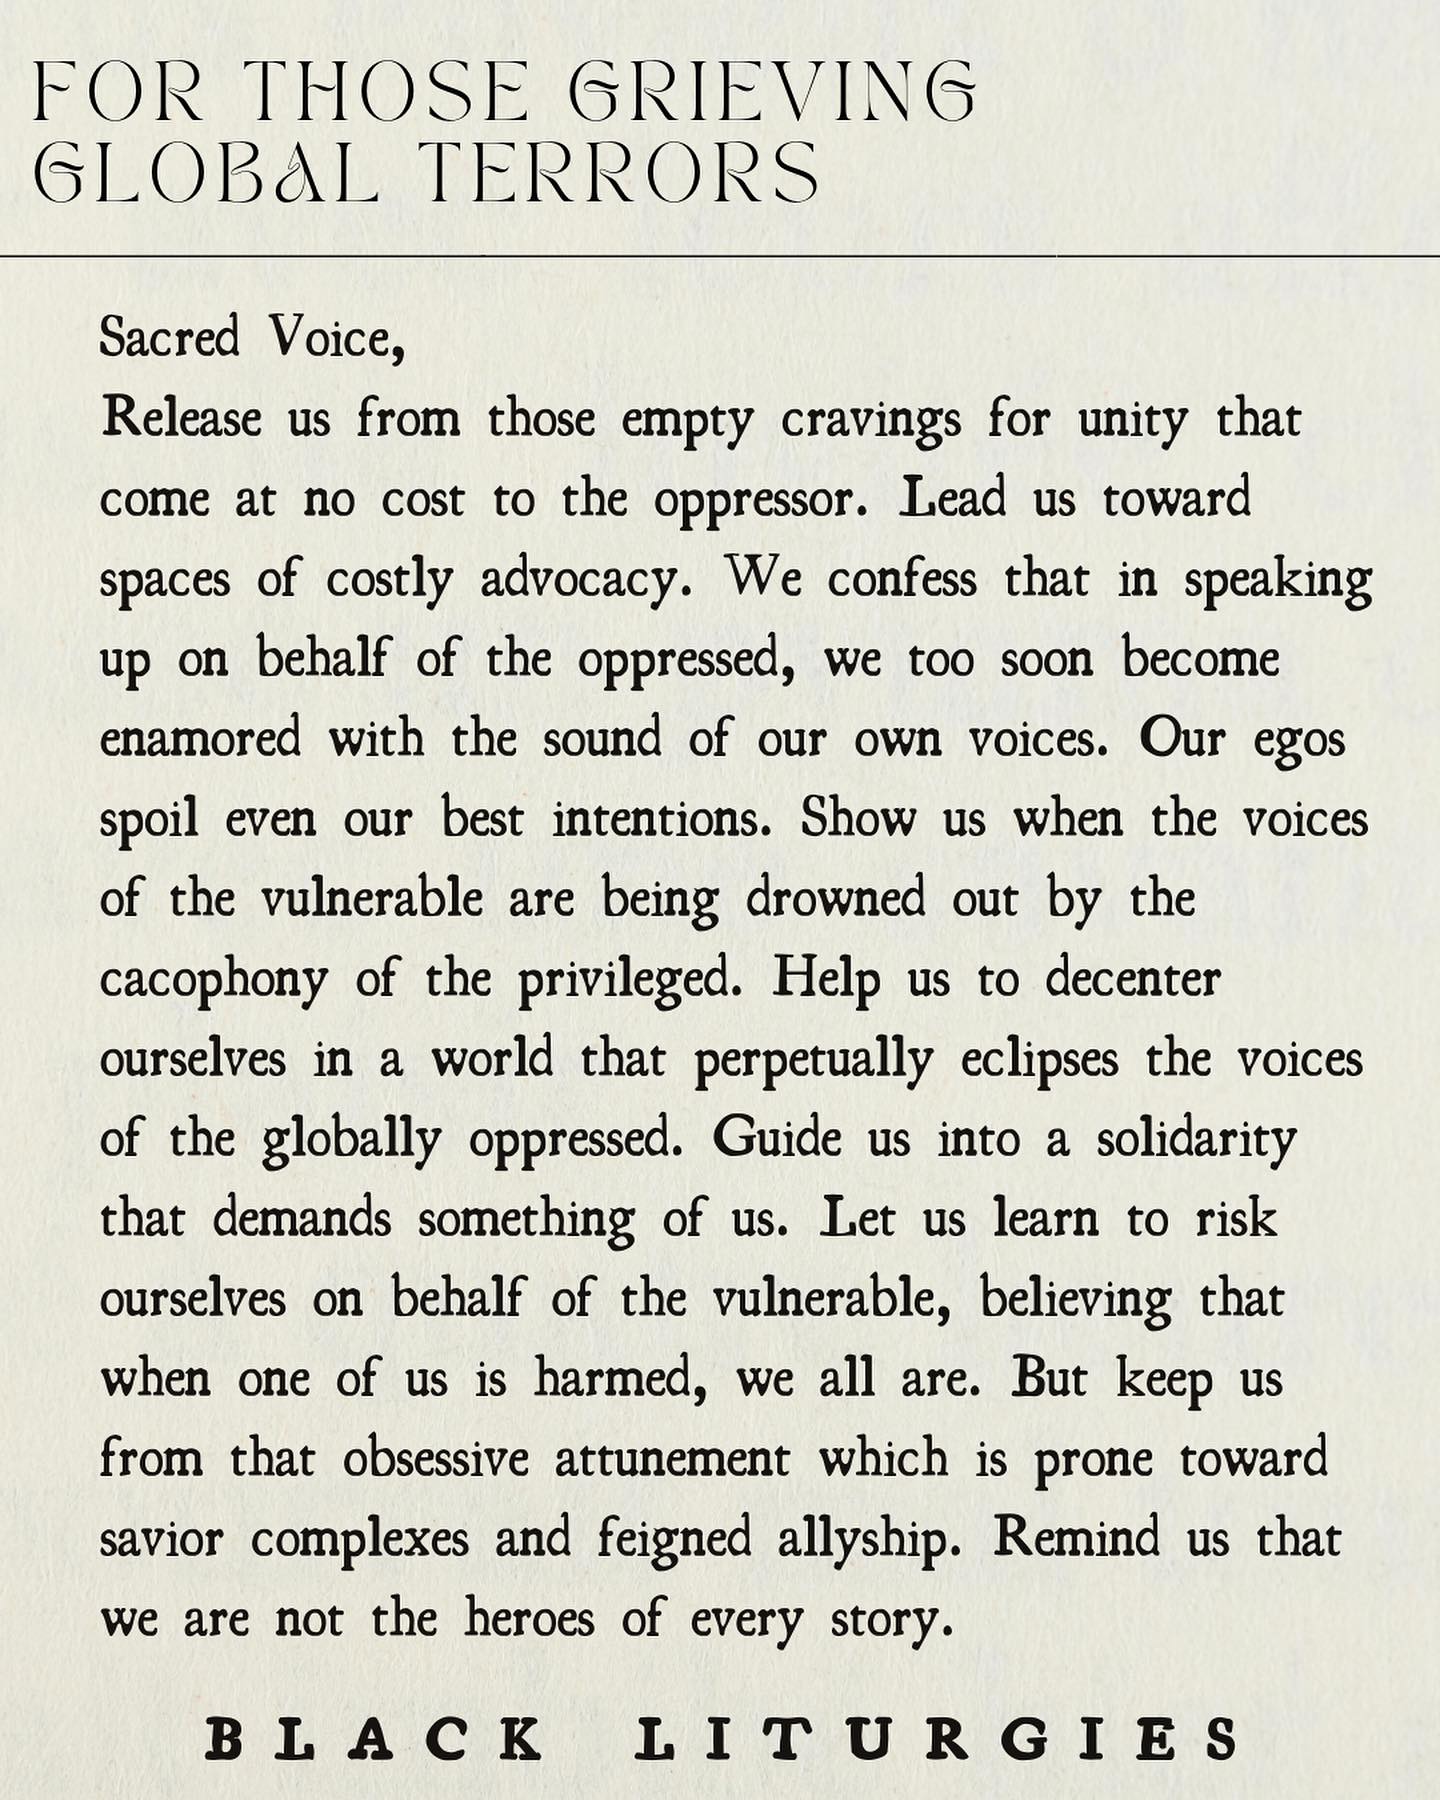 FOR THOSE GRIEVING
GLOBAL TERRORS
Sacred Voice,
Release us from those empty cravings for unity that
come at no cost to the oppressor. Lead us toward
spaces of costly advocacy. We confess that in speaking
up on behalf of the oppressed, we too soon become
enamored with the sound of our own voices. Our egos
spoil even our best intentions. Show us when the voices
of the vulnerable are being drowned out by the
cacophony of the privileged. Help us to decenter
ourselves in a world that perpetually eclipses the voices
of the globally oppressed. Guide us into a solidarity
that demands something of us. Let us learn to risk
ourselves on behalf of the vulnerable, believing that
when one of us is harmed, we all are. But keep us
from that obsessive attunement which is prone toward
savior complexes and feigned allyship. Remind us that
we are not the heroes of every story.
BLACK LITURGIES